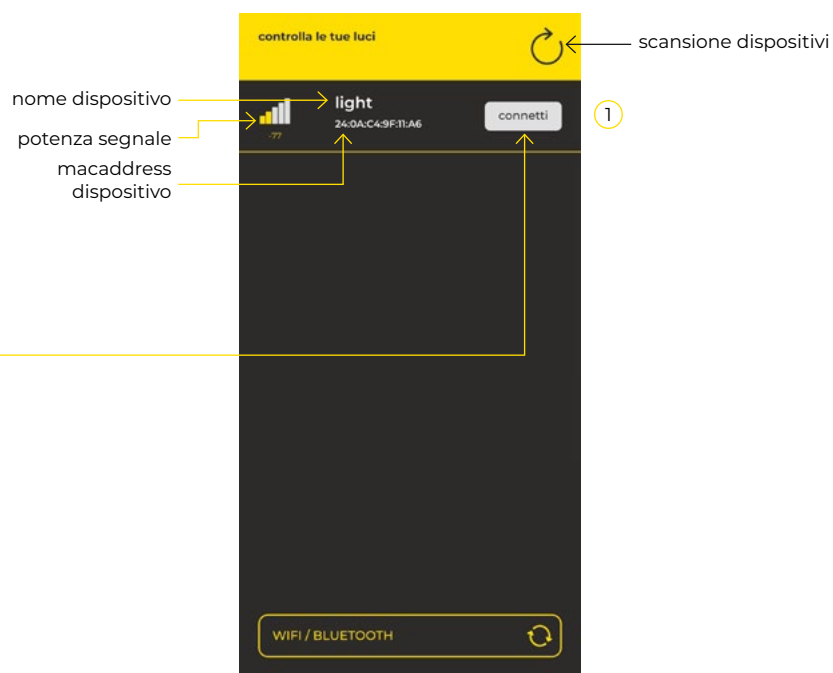 controlla le tue luci
scansione dispositivi
nome dispositivo
light
potenza segnale
-77
24:0A:C4:9F:11:A6
connetti
1
macaddress
dispositivo
WIFI / BLUETOOTH